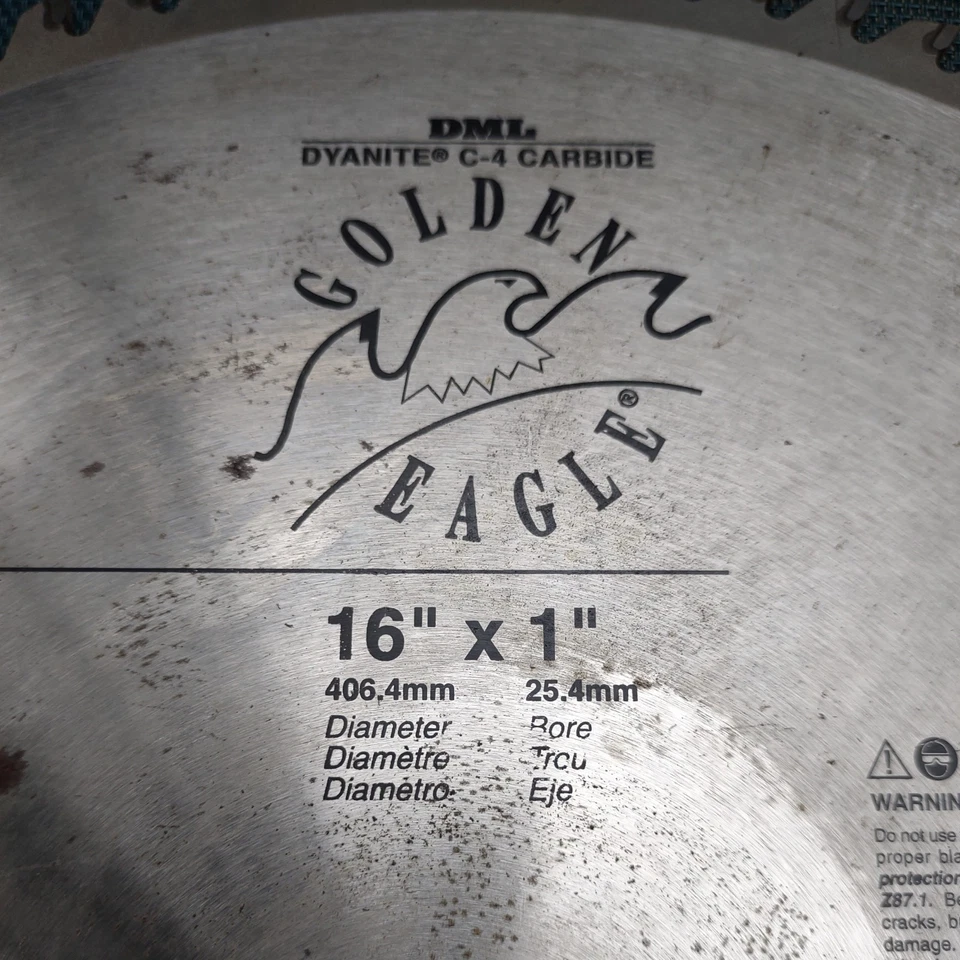 DML
DYANITE® C-4 CARBIDE
GOLDEN
EAGLE®
16" x 1"
406.4mm 25.4mm
Diameter Bore
Diamètre Trou
Diámetro Eje
WARNIN
Do not use
proper bla
protection
Z87.1. Be
cracks, b
damage.